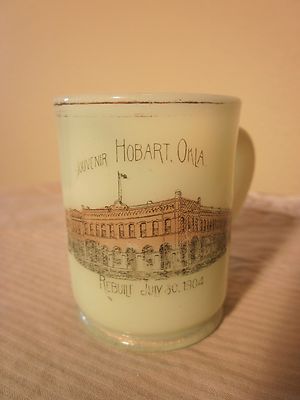 SOUVENIR HOBART, OKLA.
REBUILT JULY 30, 1904